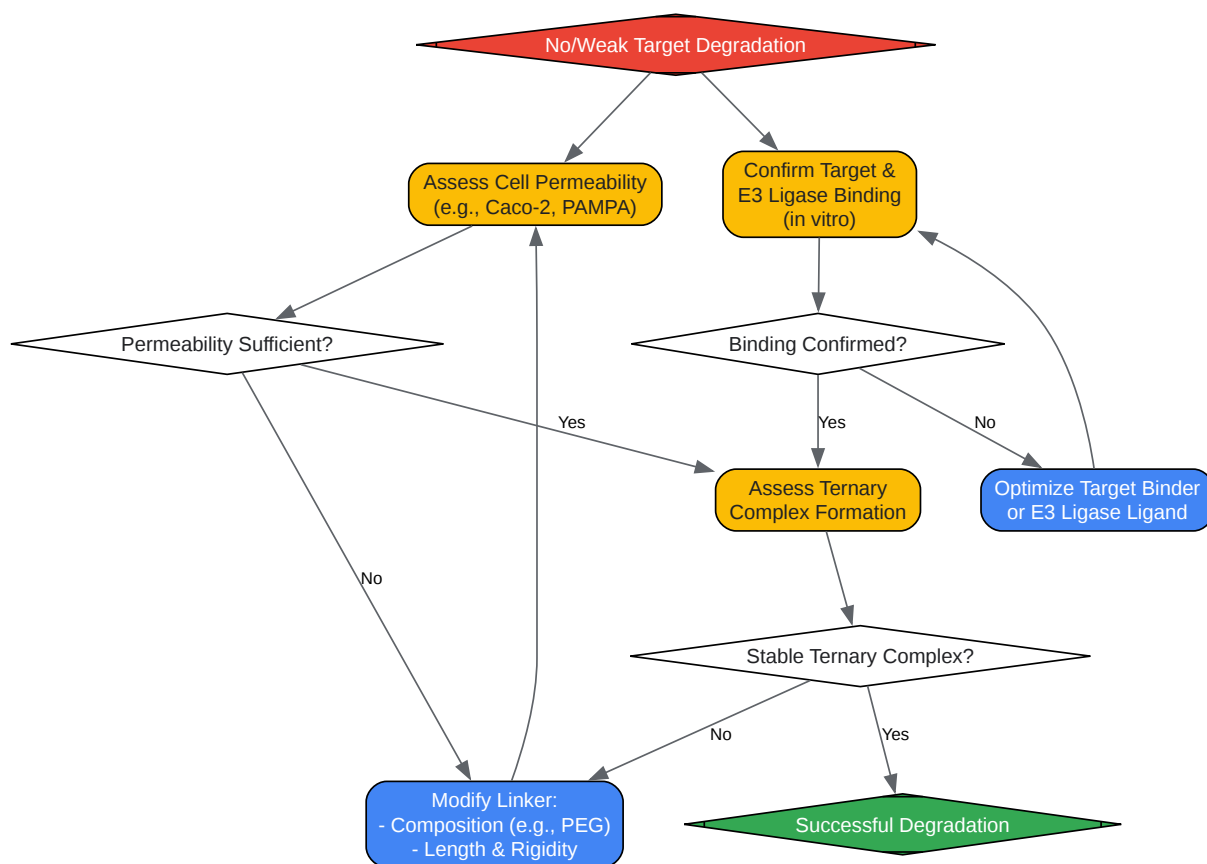 No/Weak Target Degradation
Assess Cell Permeability
(e.g., Caco-2, PAMPA)
Confirm Target &
E3 Ligase Binding
(in vitro)
Permeability Sufficient?
Binding Confirmed?
Yes
Yes
No
Assess Ternary
Complex Formation
Optimize Target Binder
or E3 Ligase Ligand
No
Stable Ternary Complex?
No
Yes
Modify Linker:
- Composition (e.g., PEG)
- Length & Rigidity
Successful Degradation